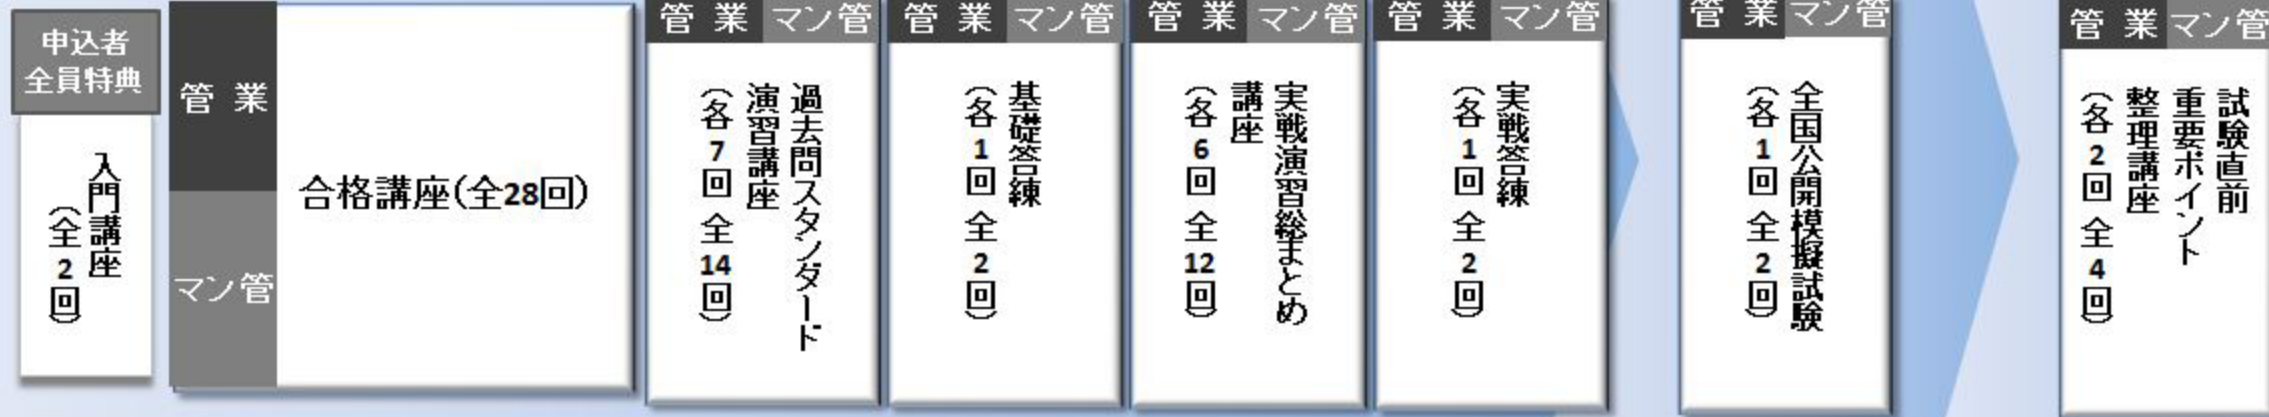 申込者
全員特典
入門講座
（全2回）
管 業
マン管
合格講座(全28回)
管 業 マン管
過去問スタンダード
演習講座
（各7回 全14回）
管 業 マン管
基礎答練
（各1回 全2回）
管 業 マン管
実戦演習総まとめ
講座
（各6回 全12回）
管 業 マン管
実戦答練
（各1回 全2回）
管 業 マン管
全国公開模擬試験
（各1回 全2回）
管 業 マン管
試験直前
重要ポイント
整理講座
（各2回 全4回）